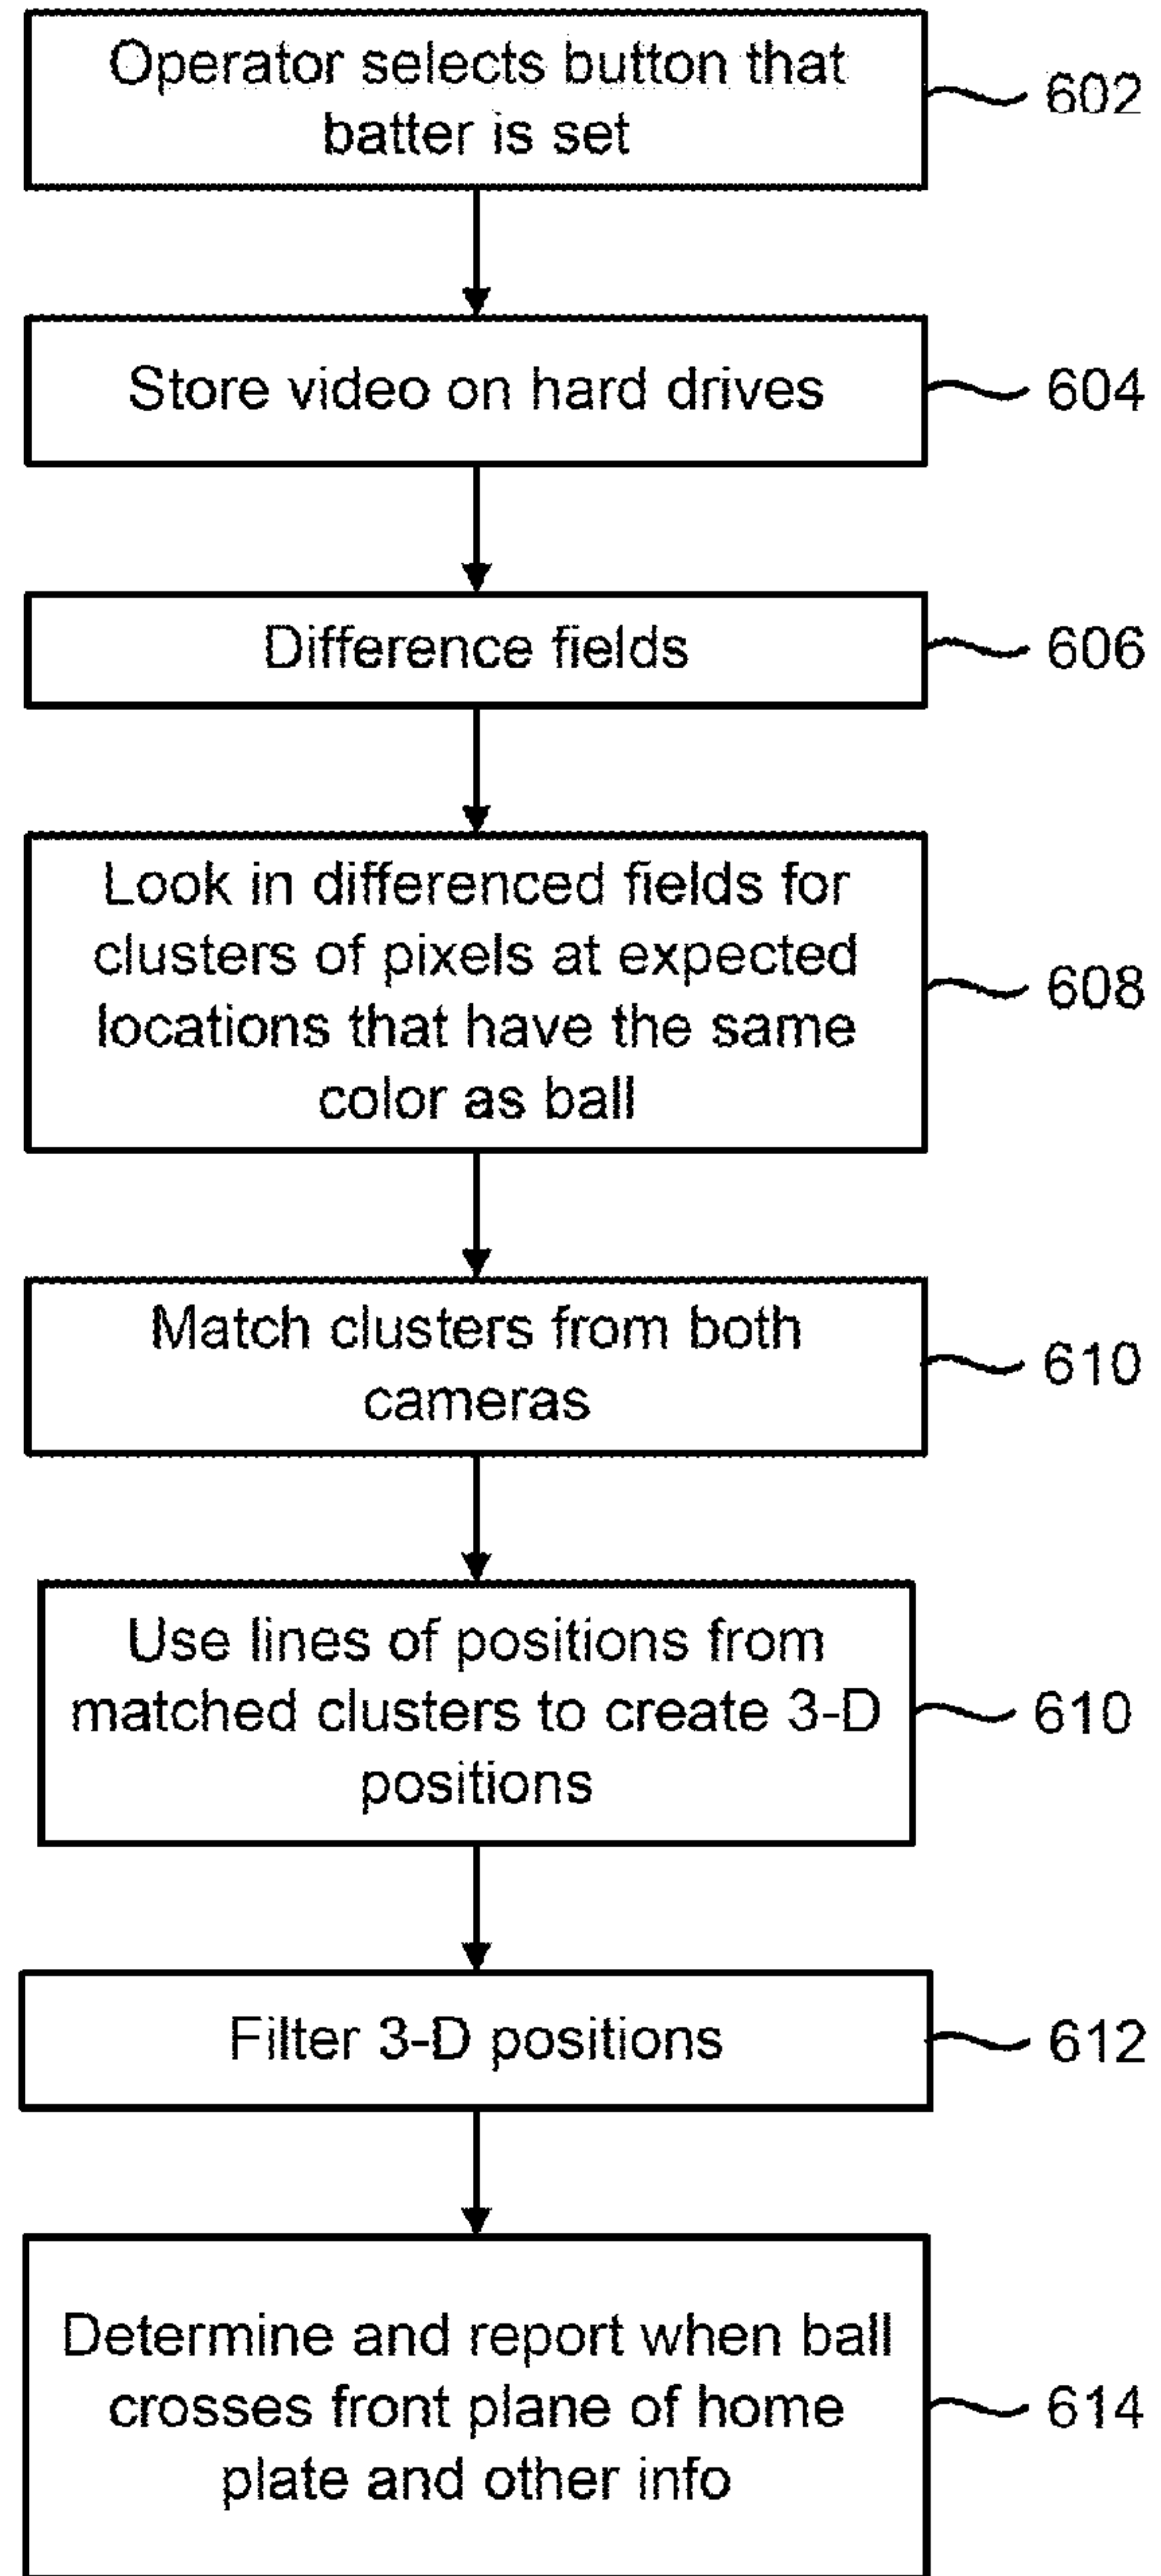 Operator selects button that
batter is set
602
Store video on hard drives
604
Difference fields
606
Look in differenced fields for
clusters of pixels at expected
locations that have the same
color as ball
608
Match clusters from both
cameras
610
Use lines of positions from
matched clusters to create 3-D
positions
610
Filter 3-D positions
612
Determine and report when ball
crosses front plane of home
plate and other info
614